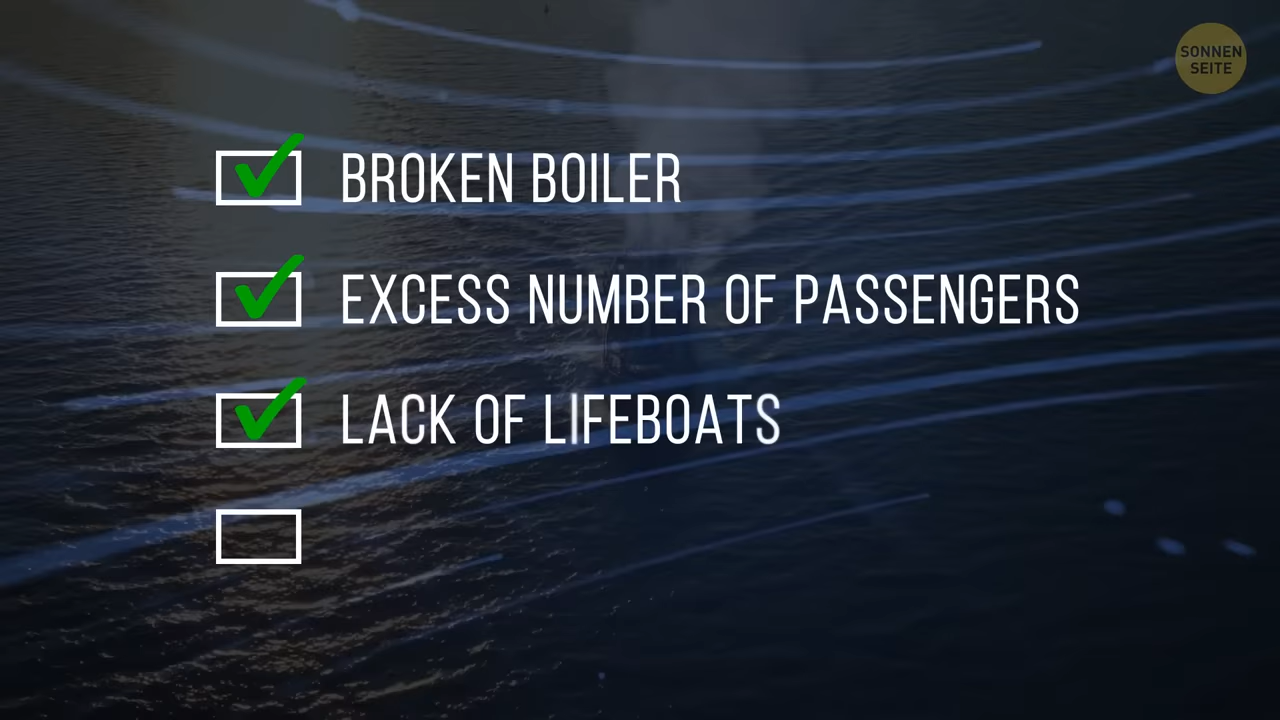 SONNEN
SEITE
BROKEN BOILER
EXCESS NUMBER OF PASSENGERS
LACK OF LIFEBOATS